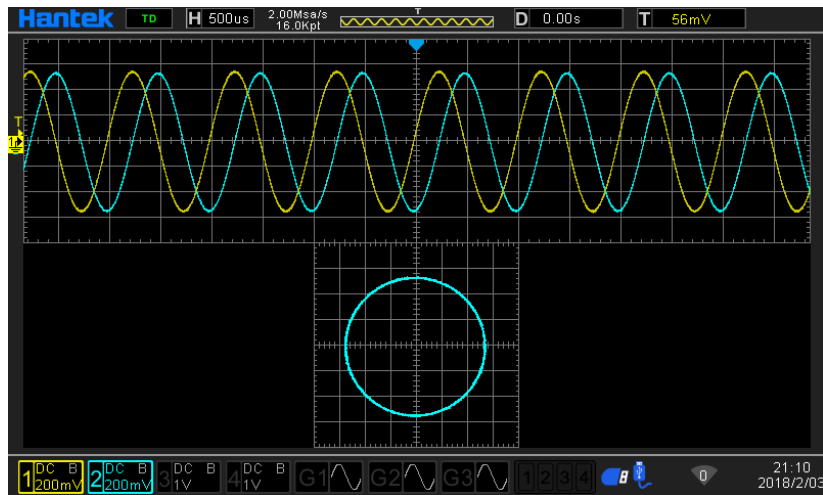 Hantek TD H 500us 2.00Msa/s 16.0Kpt T D 0.00s T 56mV
T
1
1 DC B 200mV 2 DC B 200mV 3 DC B 1V 4 DC B 1V G1 G2 G3 1 2 3 4 0 21:10 2018/2/03